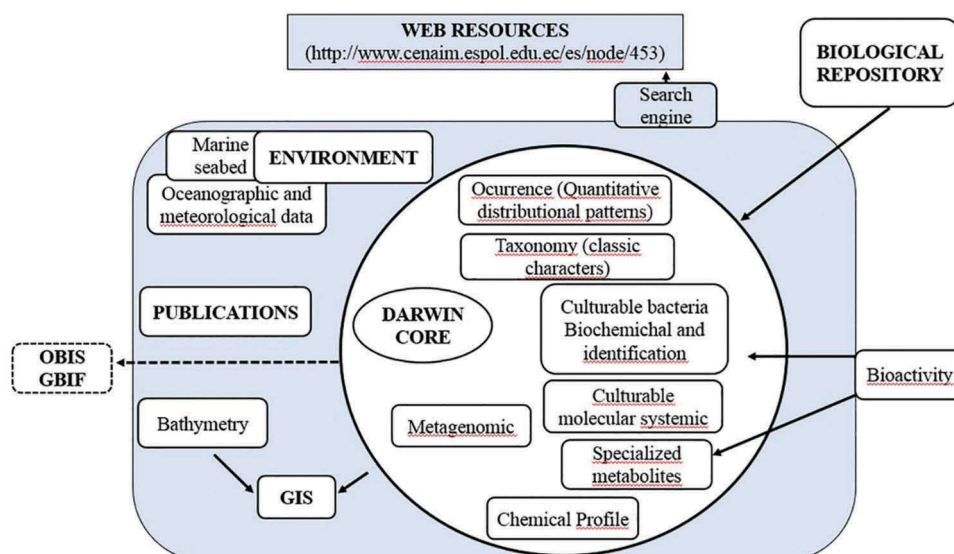 WEB RESOURCES
(http://www.cenaim.espol.edu.ec/es/node/453)
BIOLOGICAL
REPOSITORY
Search
engine
Marine
seabed
ENVIRONMENT
Oceanographic and
meteorological data
Ocurrence (Quantitative
distributional patterns)
Taxonomy (classic
characters)
PUBLICATIONS
DARWIN
CORE
Culturable bacteria
Biochemichal and
identification
OBIS
GBIF
Bioactivity
Bathymetry
Metagenomic
Culturable
molecular systemic
Specialized
metabolites
GIS
Chemical Profile